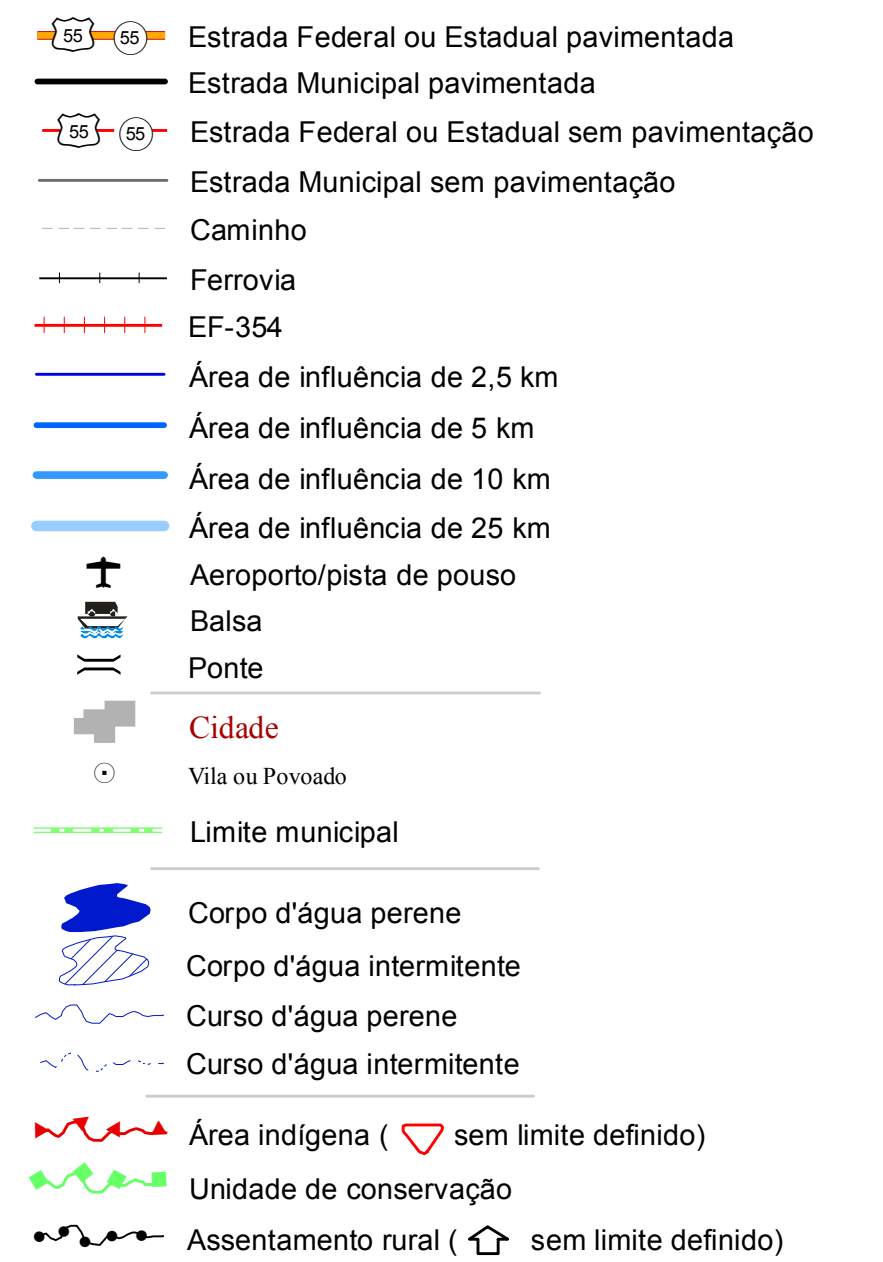 55 55 Estrada Federal ou Estadual pavimentada
Estrada Municipal pavimentada
55 55 Estrada Federal ou Estadual sem pavimentação
Estrada Municipal sem pavimentação
Caminho
Ferrovia
EF-354
Área de influência de 2,5 km
Área de influência de 5 km
Área de influência de 10 km
Área de influência de 25 km
Aeroporto/pista de pouso
Balsa
Ponte
Cidade
Vila ou Povoado
Limite municipal
Corpo d'água perene
Corpo d'água intermitente
Curso d'água perene
Curso d'água intermitente
Área indígena ( sem limite definido)
Unidade de conservação
Assentamento rural ( sem limite definido)